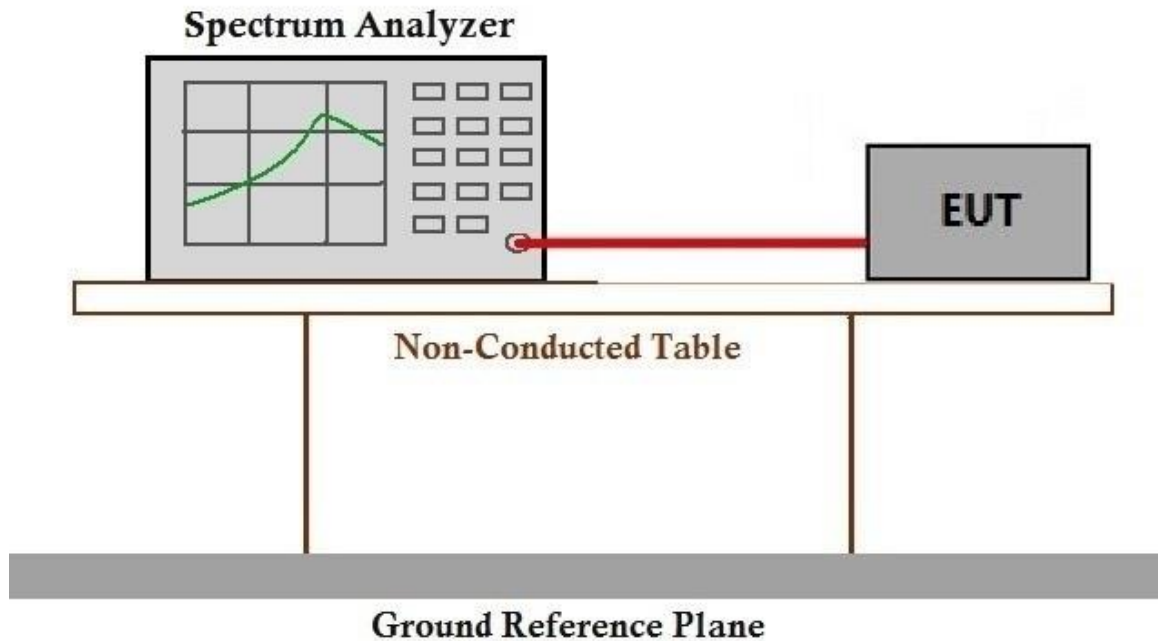 Spectrum Analyzer
EUT
Non-Conducted Table
Ground Reference Plane